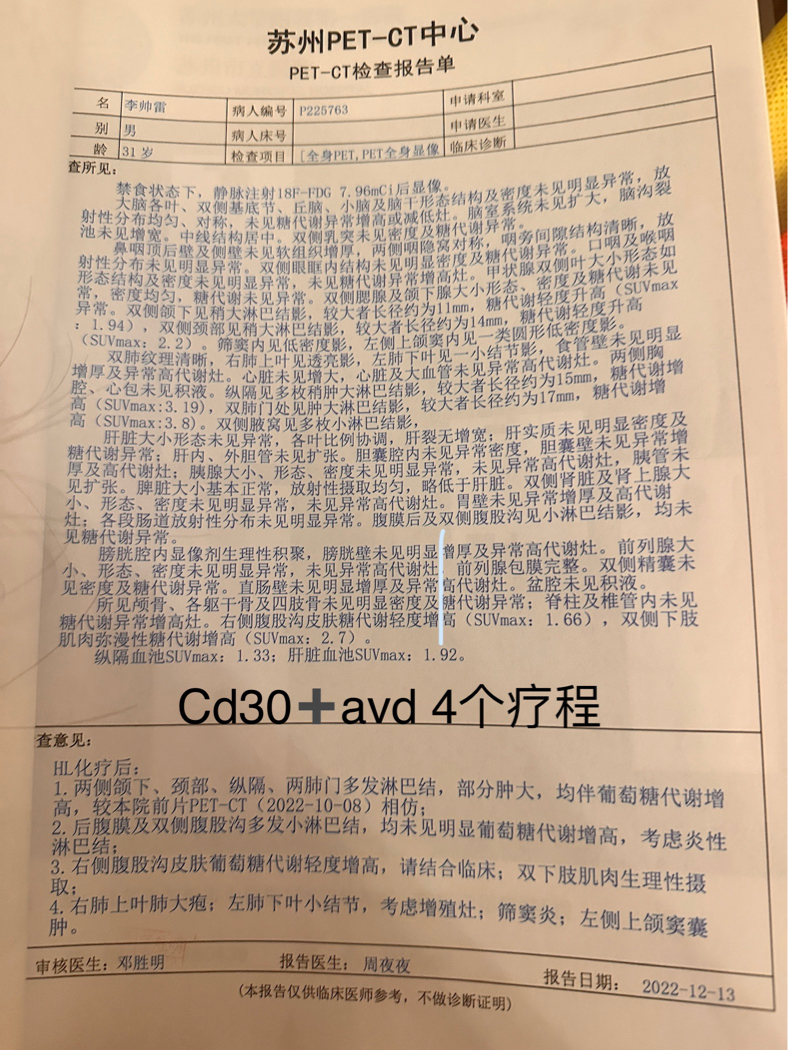 苏州PET-CT中心
PET-CT检查报告单
名 李帅雷 病人编号 P225763 申请科室
别 男 病人床号 申请医生
龄 31 岁 检查项目 [全身PET,PET全身显像 临床诊断
查所见:
禁食状态下，静脉注射18F-FDG 7.96mCi后显像。
大脑各叶、双侧基底节、丘脑、小脑及脑干形态结构及密度未见明显异常，放
射性分布均匀、对称，未见糖代谢异常增高或减低灶。脑室系统未见扩大，脑沟裂
池未见增宽。中线结构居中。双侧乳突未见密度及糖代谢异常。
鼻咽顶后壁及侧壁未见软组织增厚，两侧咽隐窝对称，咽旁间隙结构清晰，放
射性分布未见明显异常。双侧眼眶内结构未见明显密度及糖代谢异常。口咽及喉咽
形态结构及密度未见明显异常，未见糖代谢异常增高灶。甲状腺双侧叶大小形态如
常，密度均匀，糖代谢未见异常。双侧腮腺及颌下腺大小形态、密度及糖代谢未见
异常。双侧颌下见稍大淋巴结影，较大者长径约为11mm，糖代谢轻度升高（SUVmax
：1.94），双侧颈部见稍大淋巴结影，较大者长径约为14mm，糖代谢轻度升高
（SUVmax：2.2）。筛窦内见低密度影，左侧上颌窦内见一类圆形低密度影。
双肺纹理清晰，右肺上叶见透亮影，左肺下叶见一小结节影，食管壁未见明显
增厚及异常高代谢灶。心脏未见增大，心脏及大血管未见异常高代谢灶。两侧胸
腔、心包未见积液。纵隔见多枚稍肿大淋巴结影，较大者长径约为15mm，糖代谢增
高（SUVmax:3.19），双肺门处见肿大淋巴结影，较大者长径约为17mm，糖代谢增
高（SUVmax:3.8）。双侧腋窝见多枚小淋巴结影，
肝脏大小形态未见异常，各叶比例协调，肝裂无增宽；肝实质未见明显密度及
糖代谢异常；肝内、外胆管未见扩张。胆囊腔内未见异常密度，胆囊壁未见异常增
厚及高代谢灶；胰腺大小、形态、密度未见明显异常，未见异常高代谢灶，胰管未
见扩张。脾脏大小基本正常，放射性摄取均匀，略低于肝脏。双侧肾脏及肾上腺大
小、形态、密度未见明显异常，未见异常高代谢灶。胃壁未见异常增厚及高代谢
灶；各段肠道放射性分布未见明显异常。腹膜后及双侧腹股沟见小淋巴结影，均未
见糖代谢异常。
膀胱腔内显像剂生理性积聚，膀胱壁未见明显增厚及异常高代谢灶。前列腺大
小、形态、密度未见明显异常，未见异常高代谢灶，前列腺包膜完整。双侧精囊未
见密度及糖代谢异常。直肠壁未见明显增厚及异常高代谢灶。盆腔未见积液。
所见颅骨、各躯干骨及四肢骨未见明显密度及糖代谢异常；脊柱及椎管内未见
糖代谢异常增高灶。右侧腹股沟皮肤糖代谢轻度增高（SUVmax：1.66），双侧下肢
肌肉弥漫性糖代谢增高（SUVmax：2.7）。
纵隔血池SUVmax：1.33；肝脏血池SUVmax：1.92。
Cd30➕avd 4个疗程
查意见:
HL化疗后:
1. 两侧颌下、颈部、纵隔、两肺门多发淋巴结，部分肿大，均伴葡萄糖代谢增
高，较本院前片PET-CT（2022-10-08）相仿；
2. 后腹膜及双侧腹股沟多发小淋巴结，均未见明显葡萄糖代谢增高，考虑炎性
淋巴结；
3. 右侧腹股沟皮肤葡萄糖代谢轻度增高，请结合临床；双下肢肌肉生理性摄
取；
4. 右肺上叶肺大疱；左肺下叶小结节，考虑增殖灶；筛窦炎；左侧上颌窦囊
肿。
审核医生: 邓胜明 报告医生: 周夜夜 报告日期: 2022-12-13
(本报告仅供临床医师参考，不做诊断证明)